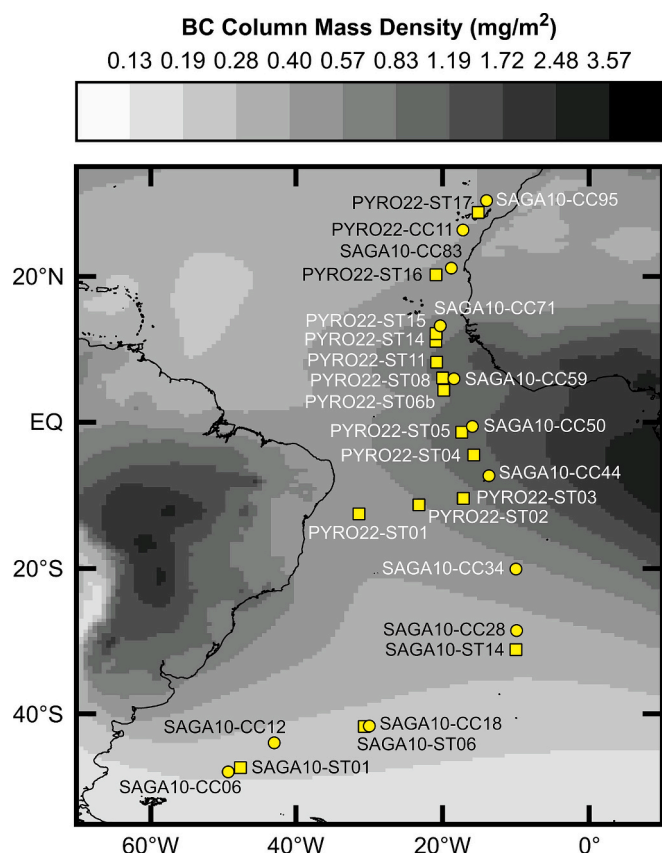 BC Column Mass Density (mg/m²)
0.13 0.19 0.28 0.40 0.57 0.83 1.19 1.72 2.48 3.57
PYRO22-ST17 SAGA10-CC95
PYRO22-CC11
SAGA10-CC83
20°N PYRO22-ST16
SAGA10-CC71
PYRO22-ST15
PYRO22-ST14
PYRO22-ST11
PYRO22-ST08 SAGA10-CC59
PYRO22-ST06b
EQ PYRO22-ST05 SAGA10-CC50
PYRO22-ST04
SAGA10-CC44
PYRO22-ST03
PYRO22-ST02
PYRO22-ST01
20°S SAGA10-CC34
SAGA10-CC28
SAGA10-ST14
40°S SAGA10-CC12 SAGA10-CC18
SAGA10-ST06
SAGA10-ST01
SAGA10-CC06
60°W 40°W 20°W 0°